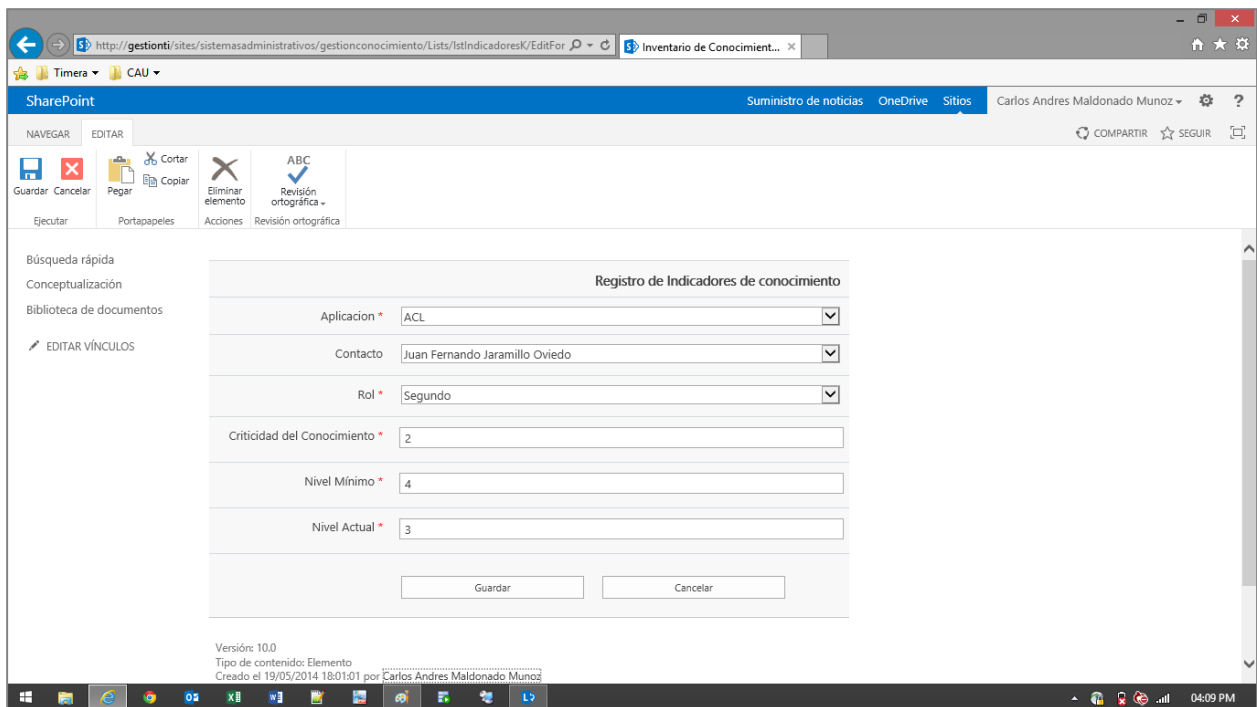 http://gestionti/sites/sistemasadministrativos/gestionconocimiento/Lists/lstIndicadoresK/EditFor
Inventario de Conocimient...
Timera
CAU
SharePoint
Suministro de noticias OneDrive Sitios Carlos Andres Maldonado Munoz
NAVEGAR EDITAR
COMPARTIR SEGUIR
Guardar Cancelar Pegar Cortar
Copiar
Eliminar elemento
ABC
Revisión ortográfica
Ejecutar Portapapeles Acciones Revisión ortográfica
Búsqueda rápida
Conceptualización
Biblioteca de documentos
EDITAR VÍNCULOS
Registro de Indicadores de conocimiento
Aplicacion * ACL
Contacto Juan Fernando Jaramillo Oviedo
Rol * Segundo
Criticidad del Conocimiento * 2
Nivel Mínimo * 4
Nivel Actual * 3
Guardar Cancelar
Versión: 10.0
Tipo de contenido: Elemento
Creado el 19/05/2014 18:01:01 por Carlos Andres Maldonado Munoz
04:09 PM